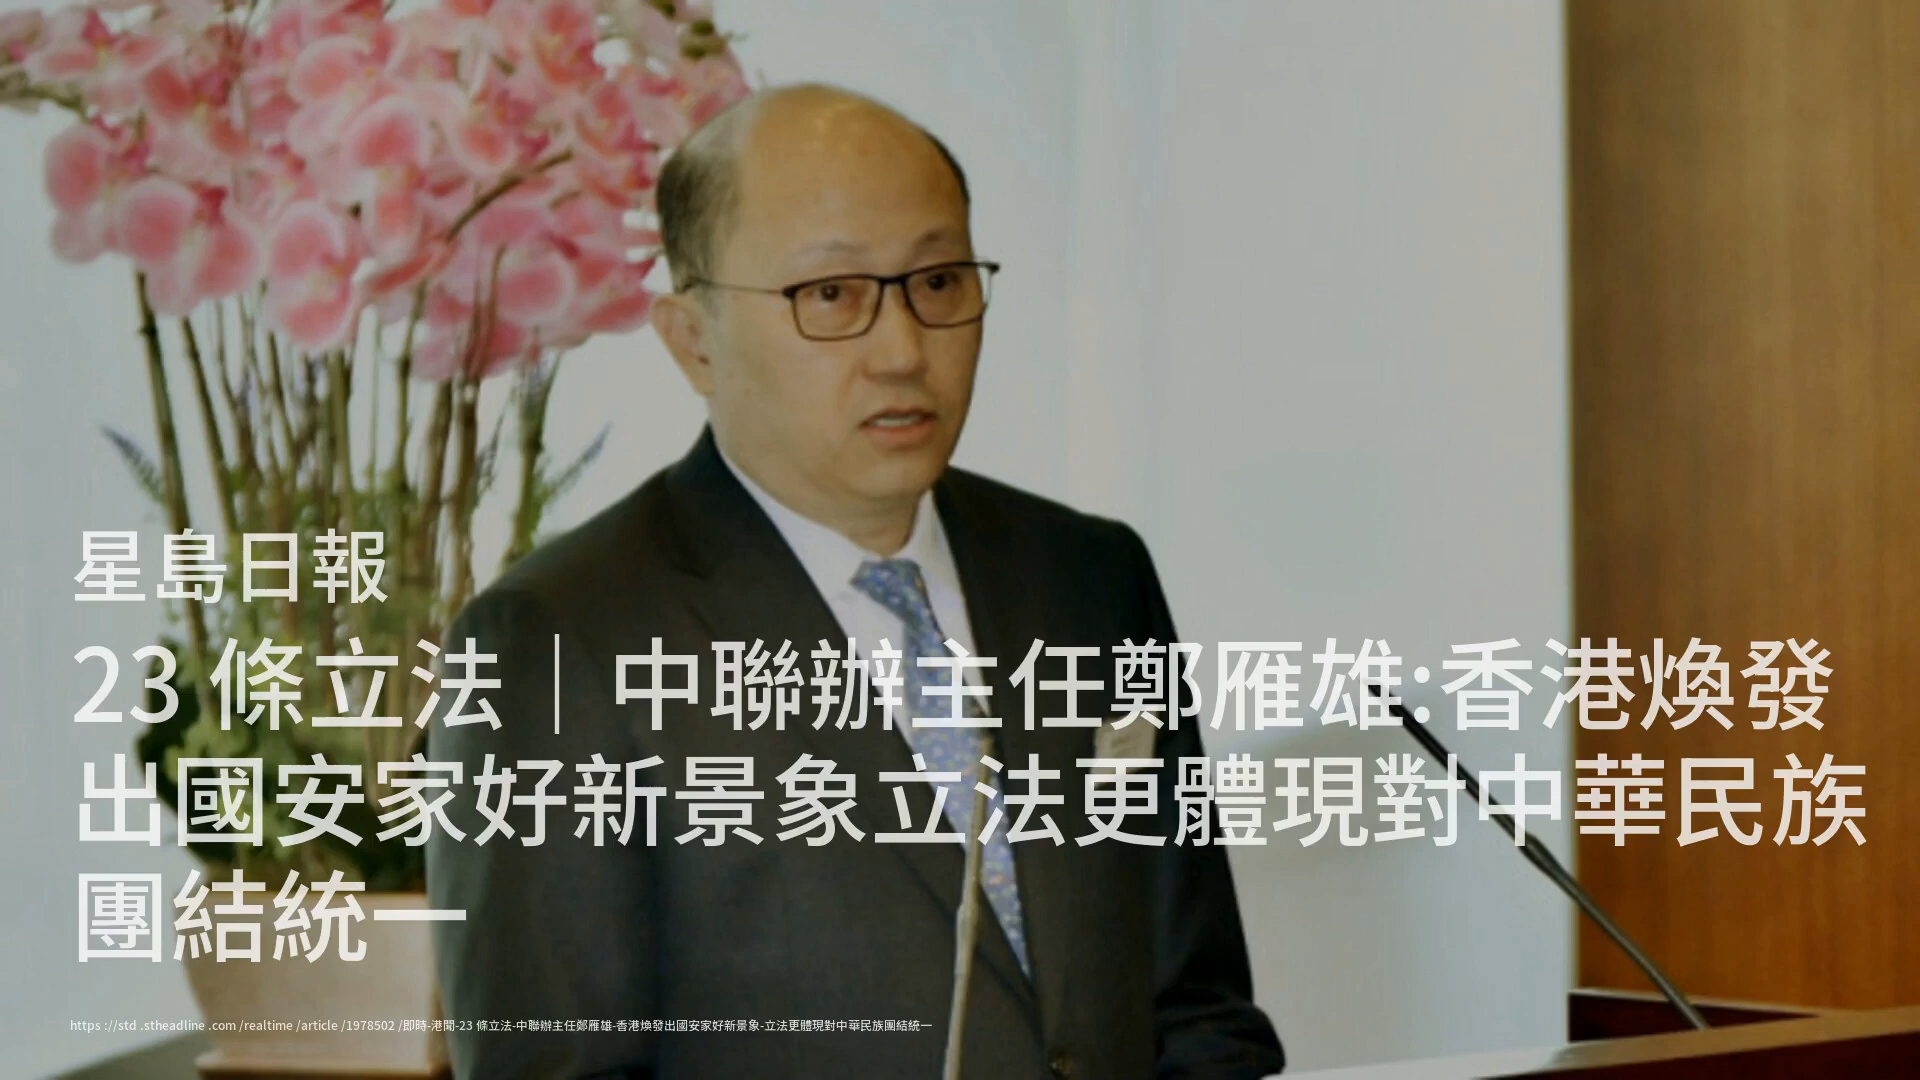 星島日報
23 條立法｜中聯辦主任鄭雁雄:香港煥發
出國安家好新景象立法更體現對中華民族
團結統一
https ://std .stheadline .com /realtime /article /1978502 /即時-港聞-23 條立法-中聯辦主任鄭雁雄-香港煥發出國安家好新景象-立法更體現對中華民族團結統一